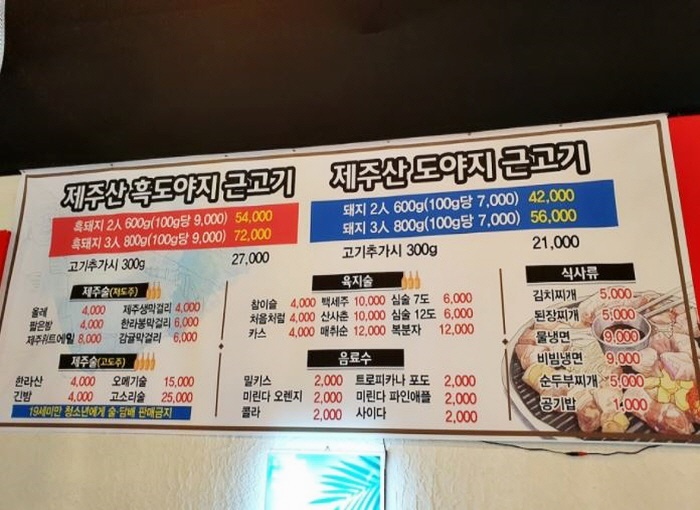 제주산 흑도야지 근고기
흑돼지 2人 600g(100g당 9,000) 54,000
흑돼지 3人 800g(100g당 9,000) 72,000
고기추가시 300g 27,000
제주산 도야지 근고기
돼지 2人 600g(100g당 7,000) 42,000
돼지 3人 800g(100g당 7,000) 56,000
고기추가시 300g 21,000
제주술(저도주)
올레 4,000 제주생막걸리 4,000
짧은밤 4,000 한라봉막걸리 6,000
제주위트에일 8,000 감귤막걸리 6,000
제주술(고도주)
한라산 4,000 오메기술 15,000
긴밤 4,000 고소리술 25,000
19세미만 청소년에게 술·담배 판매금지
육지술
참이슬 4,000 백세주 10,000 심술 7도 6,000
처음처럼 4,000 산사춘 10,000 심술 12도 6,000
카스 4,000 매취순 12,000 복분자 12,000
음료수
밀키스 2,000 트로피카나 포도 2,000
미린다 오렌지 2,000 미린다 파인애플 2,000
콜라 2,000 사이다 2,000
식사류
김치찌개 5,000
된장찌개 5,000
물냉면 9,000
비빔냉면 9,000
순두부찌개 5,000
공기밥 1,000